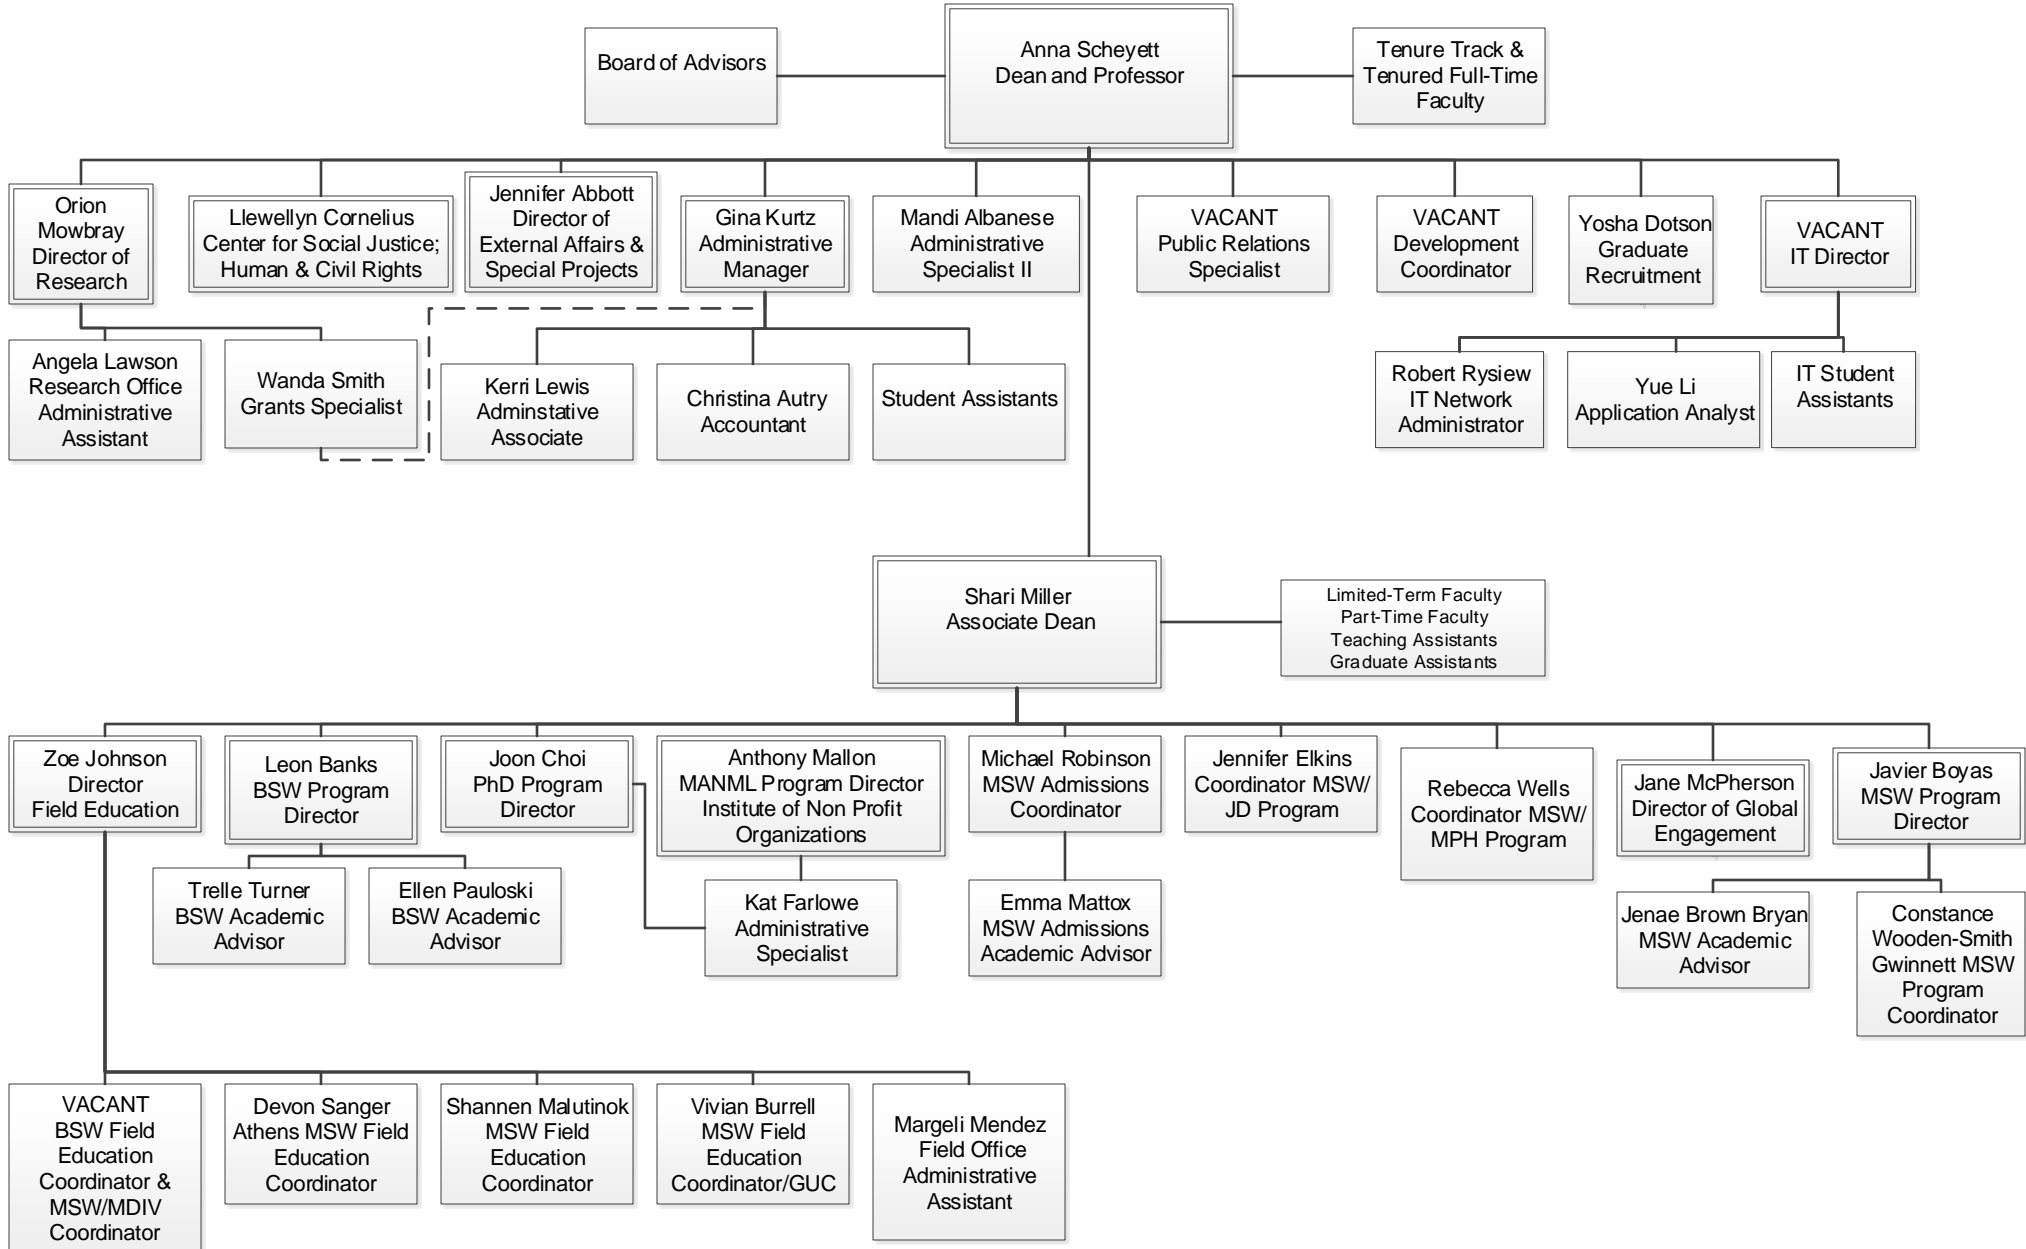 Board of Advisors
Anna Scheyett
Dean and Professor
Tenure Track &
Tenured Full-Time
Faculty
Orion
Mowbray
Director of
Research
Llewellyn Cornelius
Center for Social Justice;
Human & Civil Rights
Jennifer Abbott
Director of
External Affairs &
Special Projects
Gina Kurtz
Administrative
Manager
Mandi Albanese
Administrative
Specialist II
VACANT
Public Relations
Specialist
VACANT
Development
Coordinator
Yosha Dotson
Graduate
Recruitment
VACANT
IT Director
Angela Lawson
Research Office
Administrative
Assistant
Wanda Smith
Grants Specialist
Kerri Lewis
Adminstative
Associate
Christina Autry
Accountant
Student Assistants
Robert Rysiew
IT Network
Administrator
Yue Li
Application Analyst
IT Student
Assistants
Shari Miller
Associate Dean
Limited-Term Faculty
Part-Time Faculty
Teaching Assistants
Graduate Assistants
Zoe Johnson
Director
Field Education
Leon Banks
BSW Program
Director
Joon Choi
PhD Program
Director
Anthony Mallon
MANML Program Director
Institute of Non Profit
Organizations
Michael Robinson
MSW Admissions
Coordinator
Jennifer Elkins
Coordinator MSW/
JD Program
Rebecca Wells
Coordinator MSW/
MPH Program
Jane McPherson
Director of Global
Engagement
Javier Boyas
MSW Program
Director
Trelle Turner
BSW Academic
Advisor
Ellen Pauloski
BSW Academic
Advisor
Kat Farlowe
Administrative
Specialist
Emma Mattox
MSW Admissions
Academic Advisor
Jenae Brown Bryan
MSW Academic
Advisor
Constance
Wooden-Smith
Gwinnett MSW
Program
Coordinator
VACANT
BSW Field
Education
Coordinator &
MSW/MDIV
Coordinator
Devon Sanger
Athens MSW Field
Education
Coordinator
Shannen Malutinok
MSW Field
Education
Coordinator
Vivian Burrell
MSW Field
Education
Coordinator/GUC
Margeli Mendez
Field Office
Administrative
Assistant